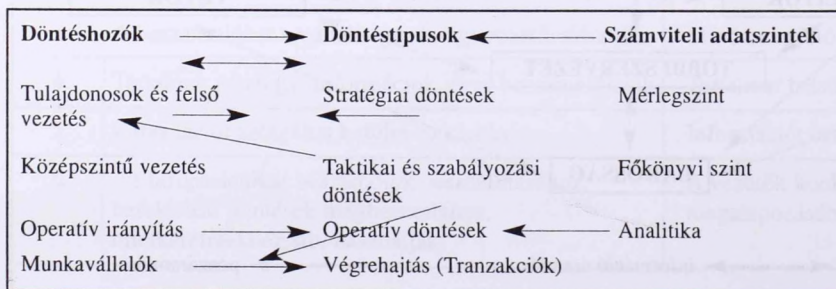 Döntéshozók Döntéstípusok Számviteli adatszintek
Tulajdonosok és felső Stratégiai döntések Mérlegszint
vezetés
Középszintű vezetés Taktikai és szabályozási Főkönyvi szint
döntések
Operatív irányítás Operatív döntések Analitika
Munkavállalók Végrehajtás (Tranzakciók)